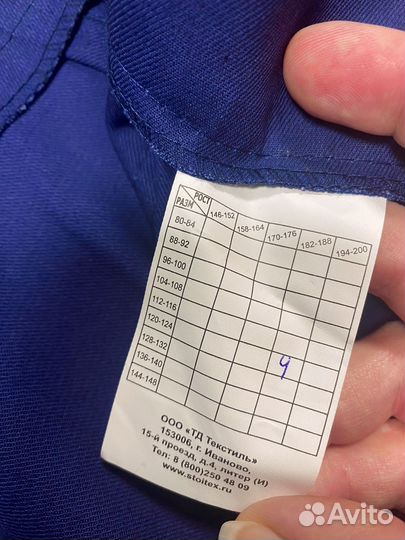 РОСТ
РАЗМ 146-152 158-164 170-176 182-188 194-200
80-84
88-92
96-100
104-108
112-116
120-124
128-132
136-140 9
144-148
ООО «ТД Текстиль»
153006, г. Иваново,
15-й проезд, д.4, литер (И)
Тел: 8 (800)250 48 09
www.stoitex.ru
Avito